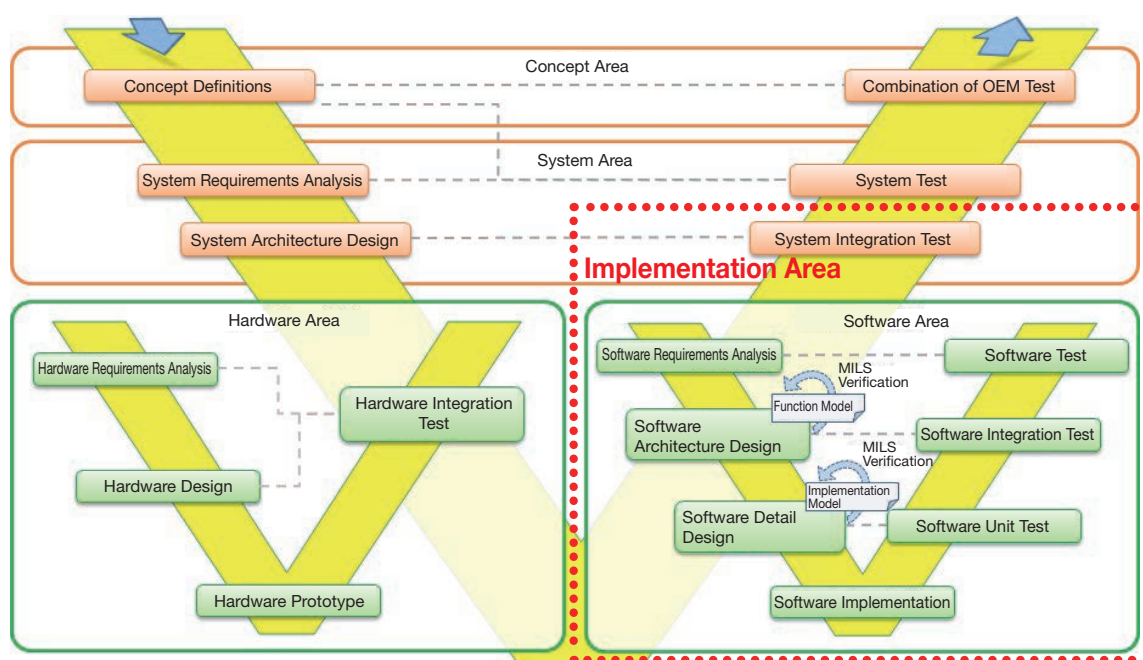 Concept Area
Concept Definitions
Combination of OEM Test
System Area
System Requirements Analysis
System Test
System Architecture Design
System Integration Test
Implementation Area
Hardware Area
Hardware Requirements Analysis
Hardware Integration
Test
Hardware Design
Hardware Prototype
Software Area
Software Requirements Analysis
Software Test
MILS
Verification
Function Model
Software
Architecture Design
Software Integration Test
MILS
Verification
Implementation
Model
Software Detail
Design
Software Unit Test
Software Implementation